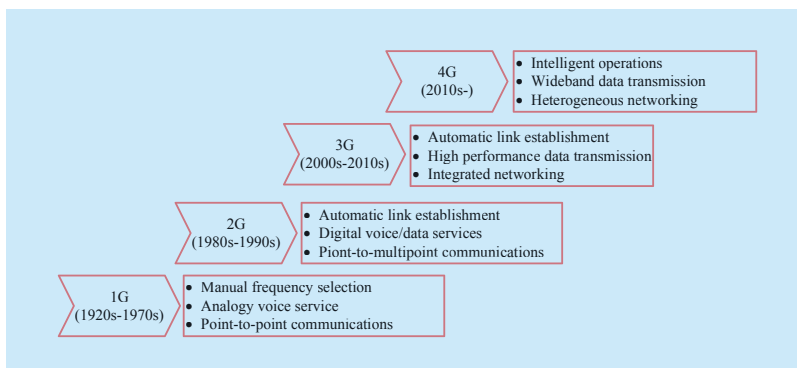 4G
(2010s-)
• Intelligent operations
• Wideband data transmission
• Heterogeneous networking
3G
(2000s-2010s)
• Automatic link establishment
• High performance data transmission
• Integrated networking
2G
(1980s-1990s)
• Automatic link establishment
• Digital voice/data services
• Piont-to-multipoint communications
1G
(1920s-1970s)
• Manual frequency selection
• Analogy voice service
• Point-to-point communications